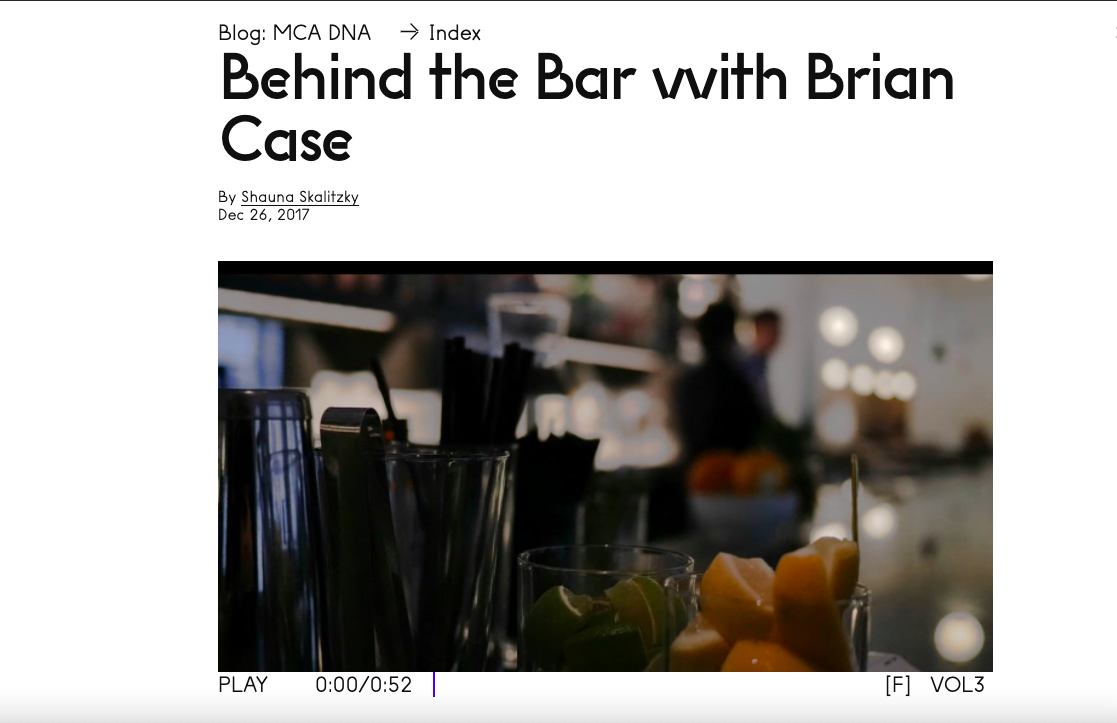 Blog: MCA DNA → Index
Behind the Bar with Brian
Case
By Shauna Skalitzky
Dec 26, 2017
PLAY 0:00/0:52 [F] VOL3